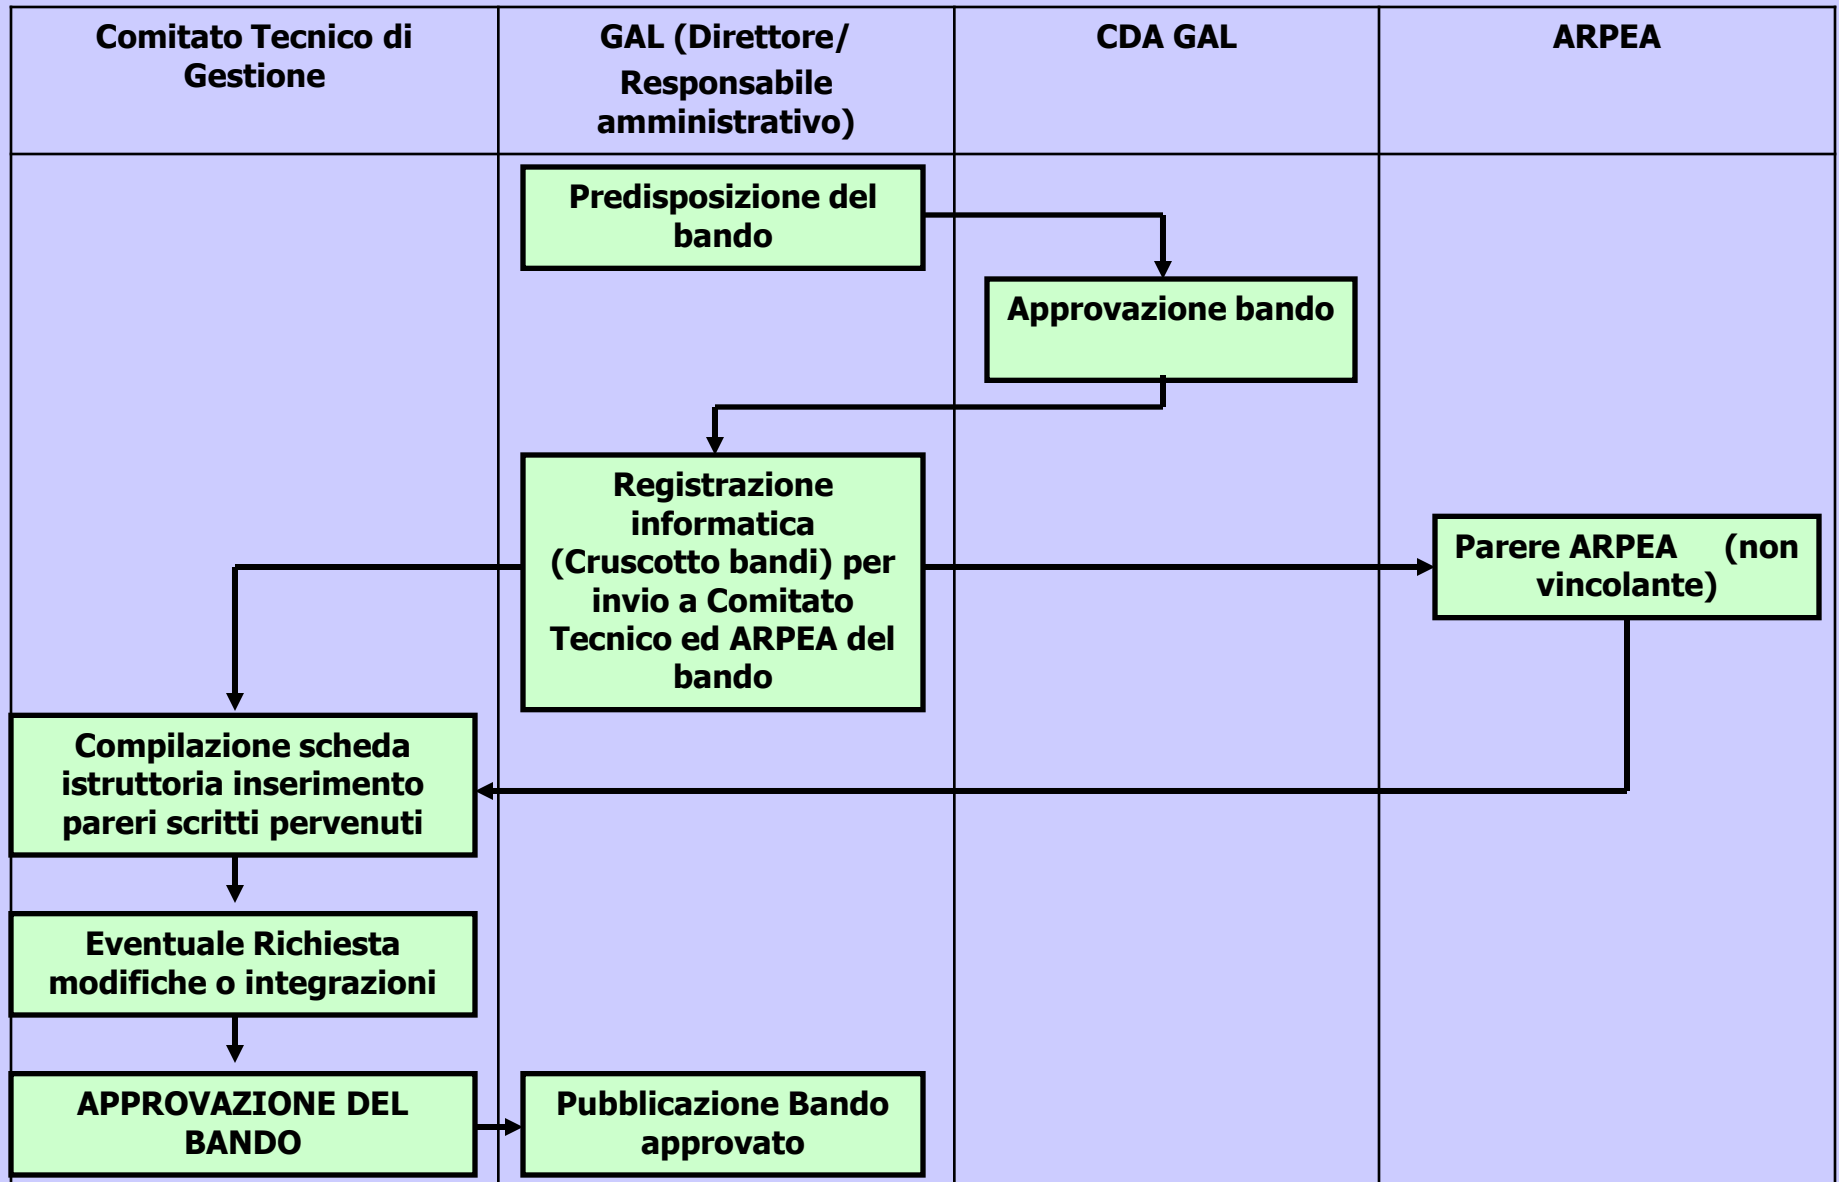 Comitato Tecnico di
Gestione
GAL (Direttore/
Responsabile
amministrativo)
CDA GAL
ARPEA
Predisposizione del
bando
Approvazione bando
Registrazione
informatica
(Cruscotto bandi) per
invio a Comitato
Tecnico ed ARPEA del
bando
Parere ARPEA (non
vincolante)
Compilazione scheda
istruttoria inserimento
pareri scritti pervenuti
Eventuale Richiesta
modifiche o integrazioni
APPROVAZIONE DEL
BANDO
Pubblicazione Bando
approvato